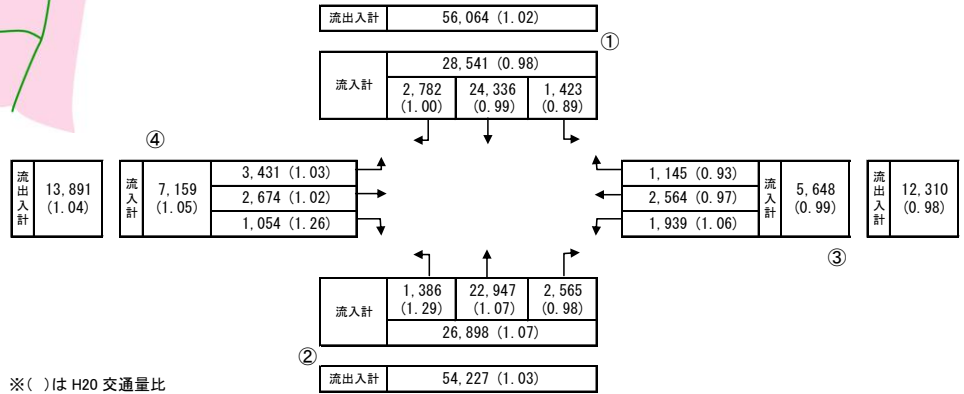 流出入計 56,064 (1.02)
①
流入計 28,541 (0.98)
2,782 24,336 1,423
(1.00) (0.99) (0.89)
④
流出入計 13,891 (1.04)
流入計 7,159 (1.05)
3,431 (1.03)
2,674 (1.02)
1,054 (1.26)
1,145 (0.93)
2,564 (0.97)
1,939 (1.06)
流入計 5,648 (0.99)
流出入計 12,310 (0.98)
③
流入計
1,386 22,947 2,565
(1.29) (1.07) (0.98)
26,898 (1.07)
②
流出入計 54,227 (1.03)
※( )は H20 交通量比